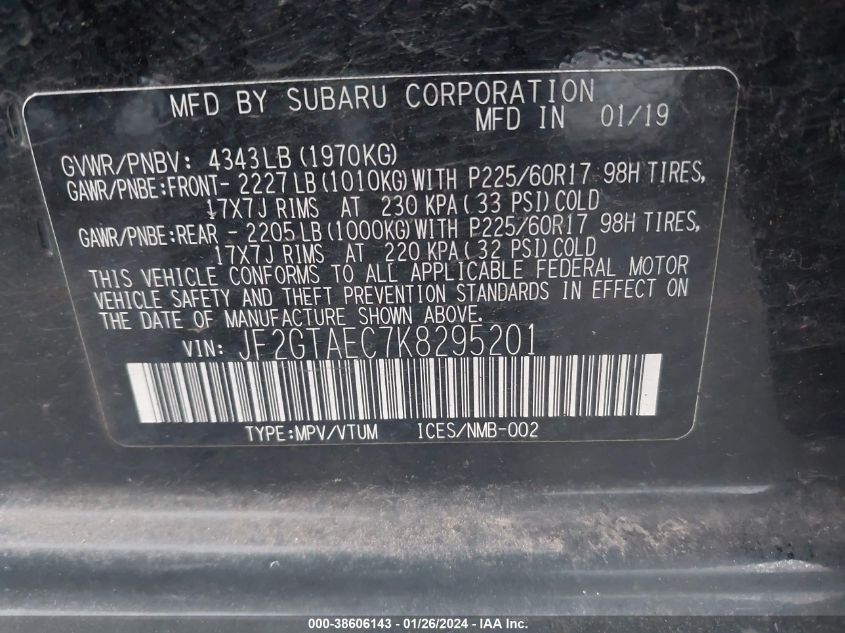 MFD BY SUBARU CORPORATION
MFD IN 01/19
GVWR/PNBV: 4343LB (1970KG)
GAWR/PNBE:FRONT- 2227 LB (1010KG) WITH P225/60R17 98H TIRES,
17X7J RIMS AT 230 KPA ( 33 PSI) COLD
GAWR/PNBE:REAR - 2205 LB (1000KG) WITH P225/60R17 98H TIRES,
17X7J RIMS AT 220 KPA ( 32 PSI) COLD
THIS VEHICLE CONFORMS TO ALL APPLICABLE FEDERAL MOTOR
VEHICLE SAFETY AND THEFT PREVENTION STANDARDS IN EFFECT ON
THE DATE OF MANUFACTURE SHOWN ABOVE.
VIN: JF2GTAEC7K8295201
TYPE:MPV/VTUM ICES/NMB-002
000-38606143 - 01/26/2024 - IAA Inc.